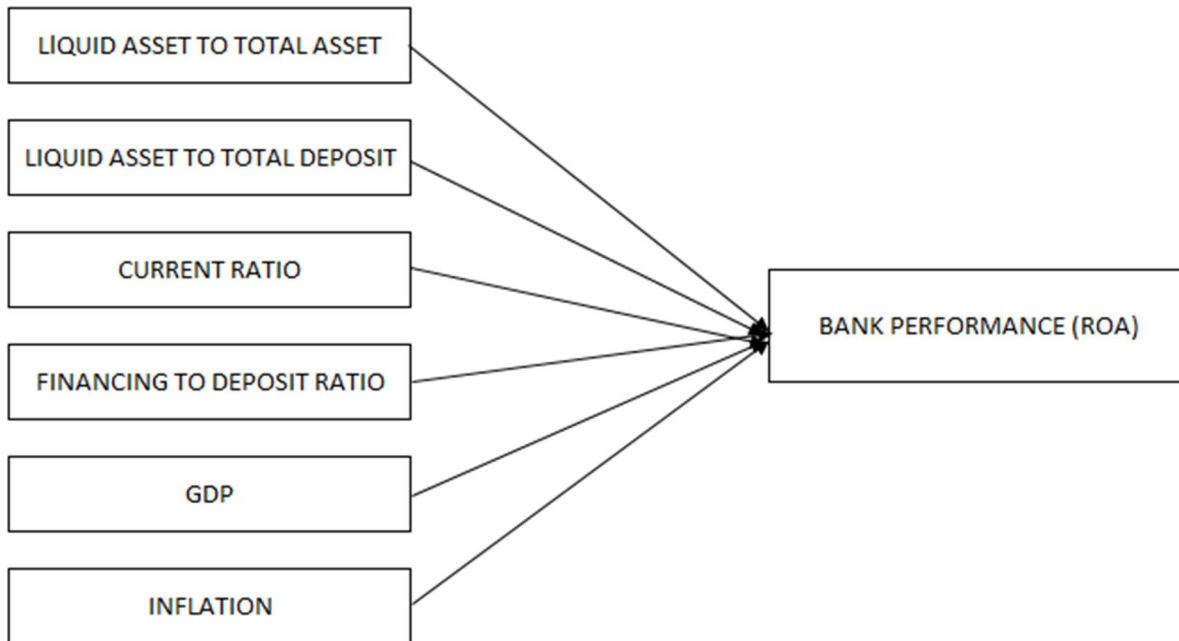 LIQUID ASSET TO TOTAL ASSET
LIQUID ASSET TO TOTAL DEPOSIT
CURRENT RATIO
FINANCING TO DEPOSIT RATIO
GDP
INFLATION
BANK PERFORMANCE (ROA)